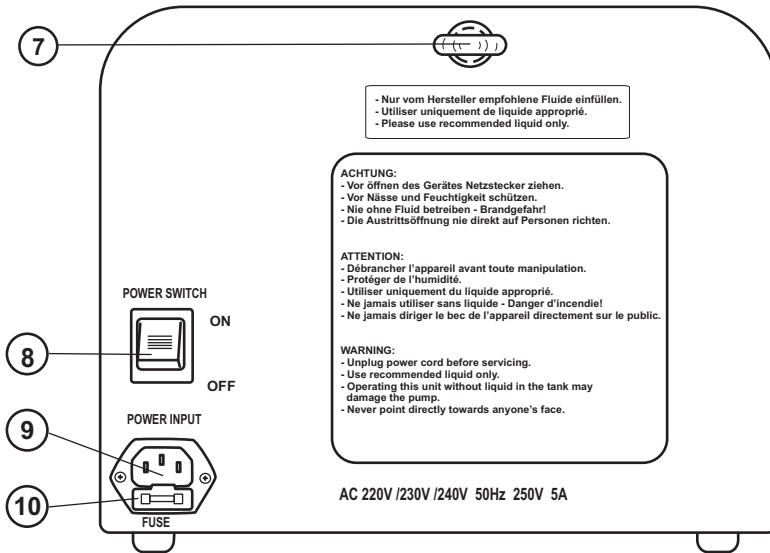 7
- Nur vom Hersteller empfohlene Fluide einfüllen.
- Utiliser uniquement de liquide approprié.
- Please use recommended liquid only.
ACHTUNG:
- Vor öffnen des Gerätes Netzstecker ziehen.
- Vor Nässe und Feuchtigkeit schützen.
- Nie ohne Fluid betreiben - Brandgefahr!
- Die Austrittsöffnung nie direkt auf Personen richten.
ATTENTION:
- Débrancher l'appareil avant toute manipulation.
- Protéger de l'humidité.
- Utiliser uniquement du liquide approprié.
- Ne jamais utiliser sans liquide - Danger d'incendie!
- Ne jamais diriger le bec de l'appareil directement sur le public.
WARNING:
- Unplug power cord before servicing.
- Use recommended liquid only.
- Operating this unit without liquid in the tank may
damage the pump.
- Never point directly towards anyone's face.
POWER SWITCH
ON
8
OFF
POWER INPUT
9
10
FUSE
AC 220V /230V /240V 50Hz 250V 5A